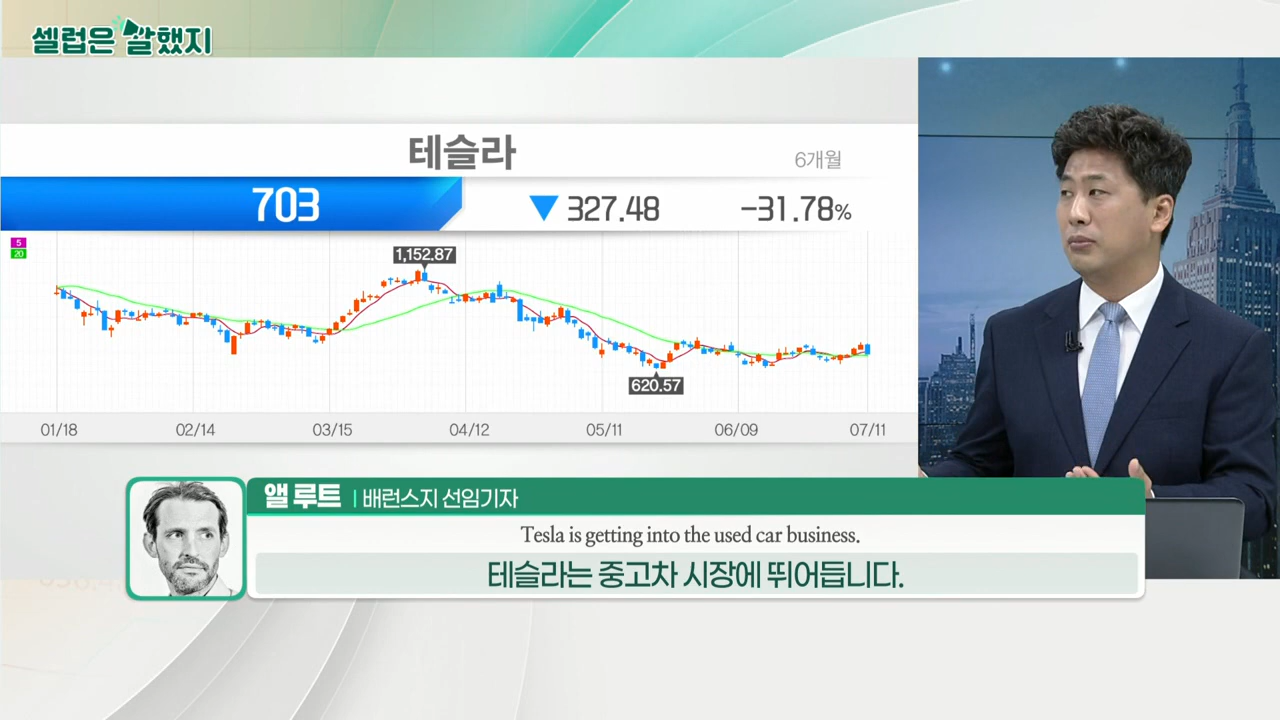 셀럽은 말했지
테슬라
6개월
703 ▼ 327.48 -31.78%
5
20
1,152.87
620.57
01/18 02/14 03/15 04/12 05/11 06/09 07/11
앨 루트 | 배런스지 선임기자
Tesla is getting into the used car business.
테슬라는 중고차 시장에 뛰어듭니다.